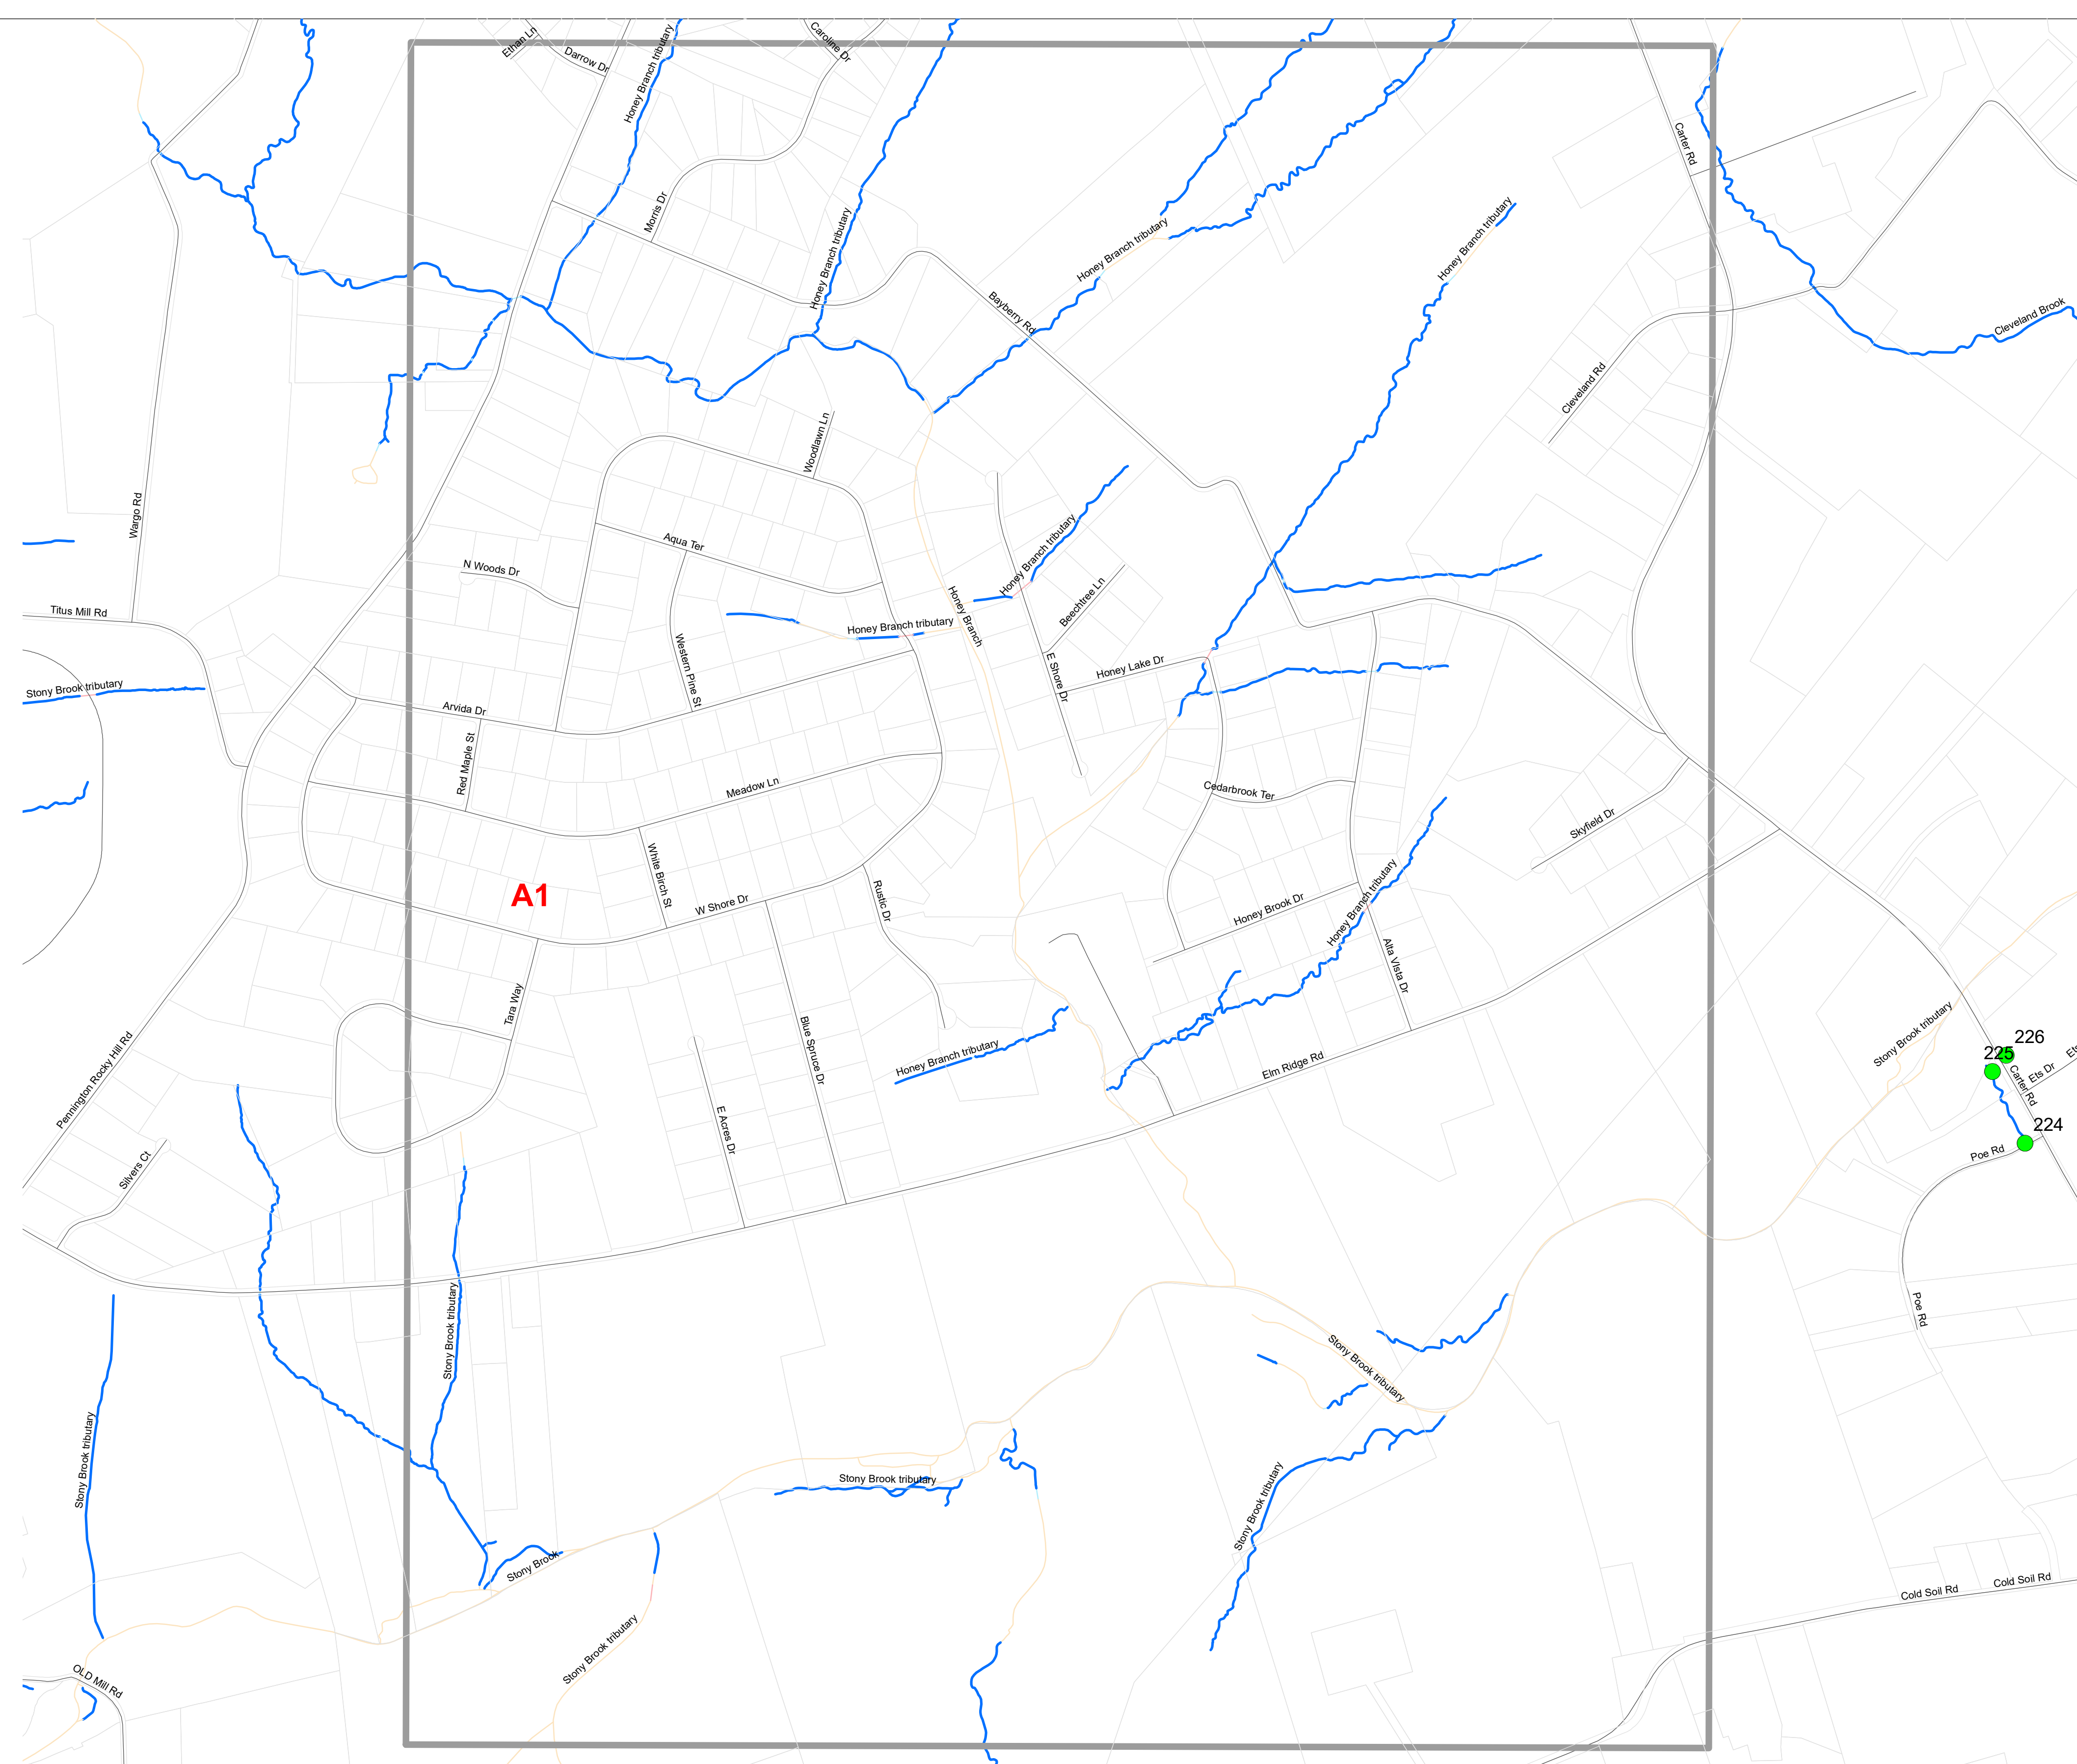 Ethan Ln
Darrow Dr
Honey Branch tributary
Caroline Dr
Carter Rd
Morris Dr
Honey Branch tributary
Honey Branch tributary
Honey Branch tributary
Bayberry Rd
Cleveland Brook
Cleveland Rd
Woodlawn Ln
Wargo Rd
Aqua Ter
N Woods Dr
Honey Branch tributary
Beechtree Ln
Honey Branch
Titus Mill Rd
Honey Branch tributary
Western Pine St
E Shore Dr
Honey Lake Dr
Stony Brook tributary
Arvida Dr
Red Maple St
Meadow Ln
Cedarbrook Ter
Skyfield Dr
White Birch St
A1
W Shore Dr
Rustic Dr
Honey Brook Dr
Honey Branch tributary
Alta VIsta Dr
Tara Way
Blue Spruce Dr
Honey Branch tributary
Elm Ridge Rd
Stony Brook tributary
226
225
Carter Rd
Ets Dr
Ets
224
Poe Rd
Pennington Rocky Hill Rd
Silvers Ct
E Acres Dr
Stony Brook tributary
Poe Rd
Stony Brook tributary
Stony Brook tributary
Stony Brook tributary
Stony Brook tributary
Stony Brook
Cold Soil Rd
Cold Soil Rd
Stony Brook tributary
OLD Mill Rd